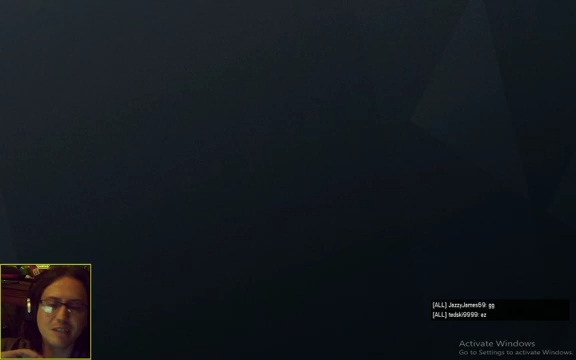 [ALL] JazzyJames59: gg
[ALL] tedski9999: ez
Activate Windows
Go to Settings to activate Windows.